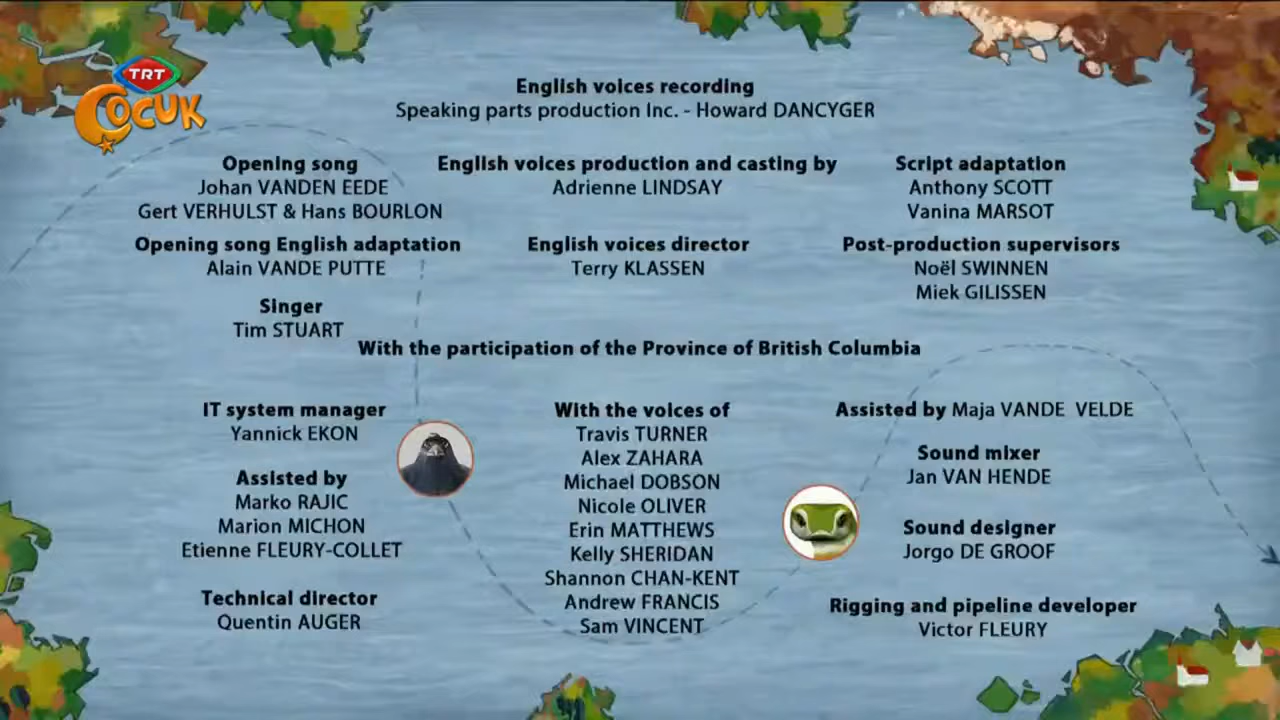 TRT
ÇOCUK
English voices recording
Speaking parts production Inc. - Howard DANCYGER
Opening song
Johan VANDEN EEDE
Gert VERHULST & Hans BOURLON
Opening song English adaptation
Alain VANDE PUTTE
Singer
Tim STUART
English voices production and casting by
Adrienne LINDSAY
English voices director
Terry KLASSEN
Script adaptation
Anthony SCOTT
Vanina MARSOT
Post-production supervisors
Noël SWINNEN
Miek GILISSEN
With the participation of the Province of British Columbia
IT system manager
Yannick EKON
Assisted by
Marko RAJIC
Marion MICHON
Etienne FLEURY-COLLET
Technical director
Quentin AUGER
With the voices of
Travis TURNER
Alex ZAHARA
Michael DOBSON
Nicole OLIVER
Erin MATTHEWS
Kelly SHERIDAN
Shannon CHAN-KENT
Andrew FRANCIS
Sam VINCENT
Assisted by Maja VANDE VELDE
Sound mixer
Jan VAN HENDE
Sound designer
Jorgo DE GROOF
Rigging and pipeline developer
Victor FLEURY